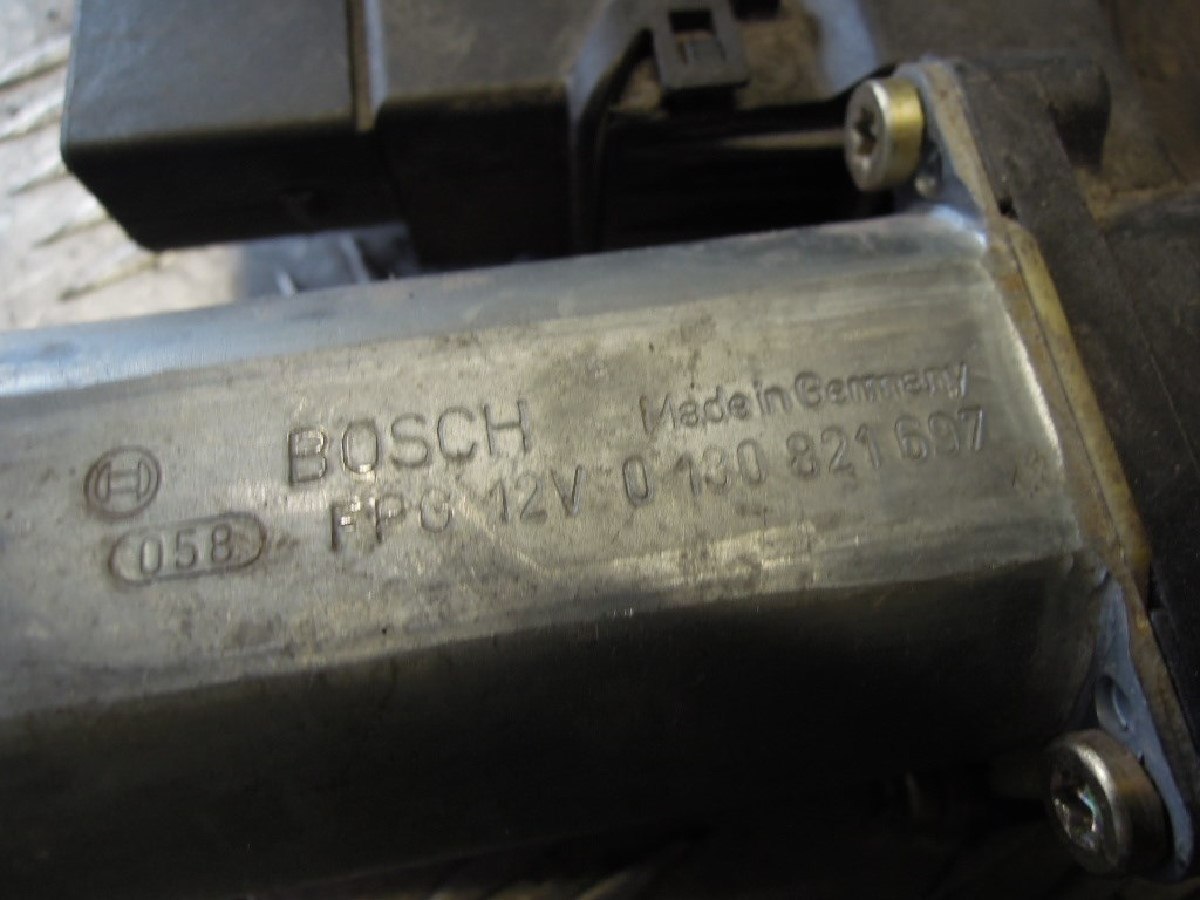 BOSCH Made in Germany
058 FPG 12V 0 130 821 697